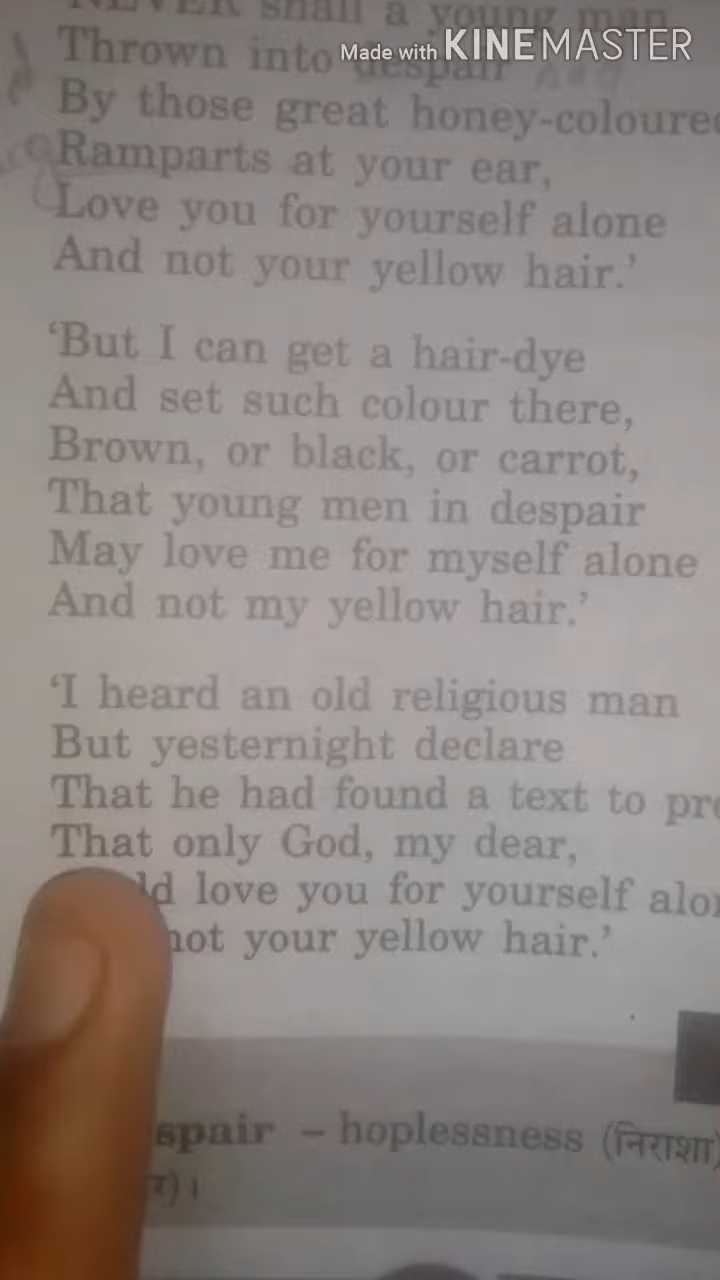 NEVER shall a young man
Thrown into despair
Made with KINEMASTER
By those great honey-coloured
Ramparts at your ear,
Love you for yourself alone
And not your yellow hair.’
‘But I can get a hair-dye
And set such colour there,
Brown, or black, or carrot,
That young men in despair
May love me for myself alone
And not my yellow hair.’
‘I heard an old religious man
But yesternight declare
That he had found a text to pro
That only God, my dear,
ld love you for yourself alon
not your yellow hair.’
spair – hoplessness (निराशा)
र)।